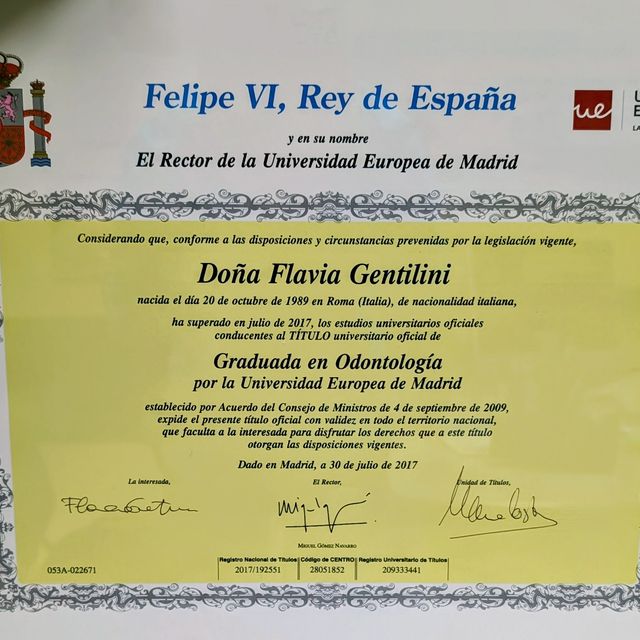 Felipe VI, Rey de España
y en su nombre
El Rector de la Universidad Europea de Madrid
ue
Considerando que, conforme a las disposiciones y circunstancias prevenidas por la legislación vigente,
Doña Flavia Gentilini
nacida el día 20 de octubre de 1989 en Roma (Italia), de nacionalidad italiana,
ha superado en julio de 2017, los estudios universitarios oficiales
conducentes al TÍTULO universitario oficial de
Graduada en Odontología
por la Universidad Europea de Madrid
establecido por Acuerdo del Consejo de Ministros de 4 de septiembre de 2009,
expide el presente título oficial con validez en todo el territorio nacional,
que faculta a la interesada para disfrutar los derechos que a este título
otorgan las disposiciones vigentes.
Dado en Madrid, a 30 de julio de 2017
La interesada, El Rector, Unidad de Títulos,
MIGUEL GÓMEZ NAVARRO
Registro Nacional de Títulos Código de CENTRO Registro Universitario de Títulos
053A-022671 2017/192551 28051852 209333441